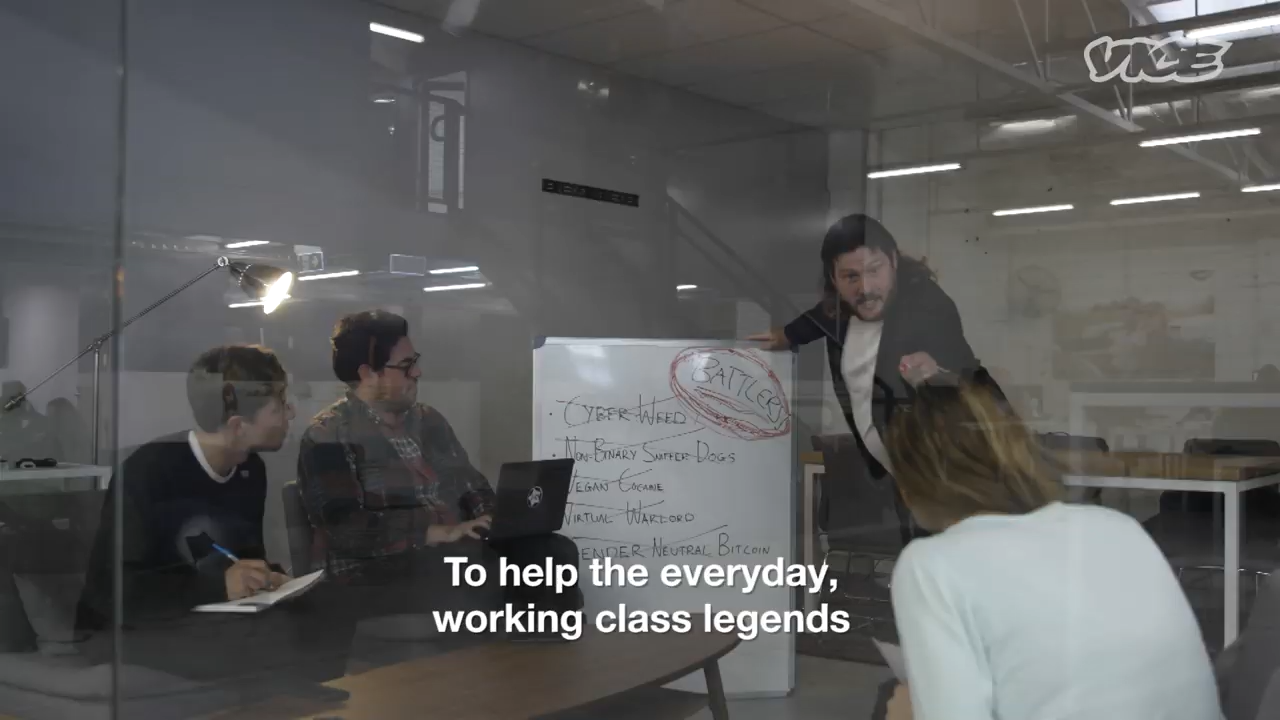 VICE
BATTLERS
CYBER WEED
NON-BINARY SNIFFER DOGS
VEGAN COCAINE
VIRTUAL WARLORD
GENDER NEUTRAL BITCOIN
To help the everyday,
working class legends